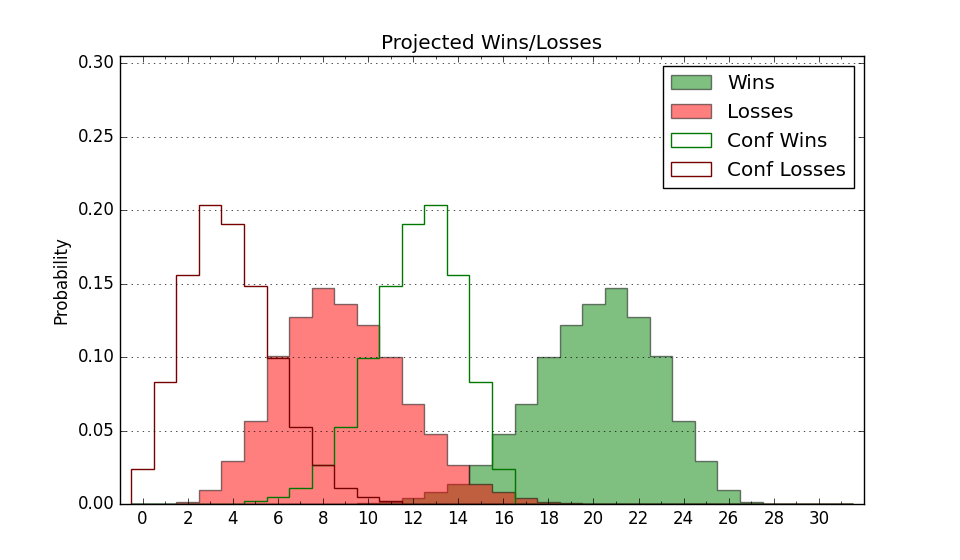 Projected Wins/Losses
0.30
0.25
0.20
0.15
0.10
0.05
0.00
Probability
Wins
Losses
Conf Wins
Conf Losses
0 2 4 6 8 10 12 14 16 18 20 22 24 26 28 30